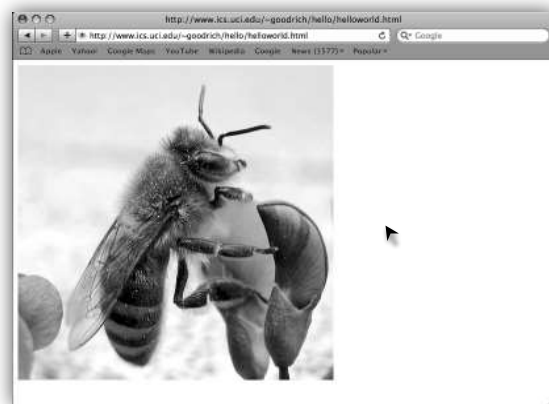 http://www.ics.uci.edu/~goodrich/hello/helloworld.html
http://www.ics.uci.edu/~goodrich/hello/helloworld.html Google
Apple Yahoo! Google Maps YouTube Wikipedia Google News (1577) Popular